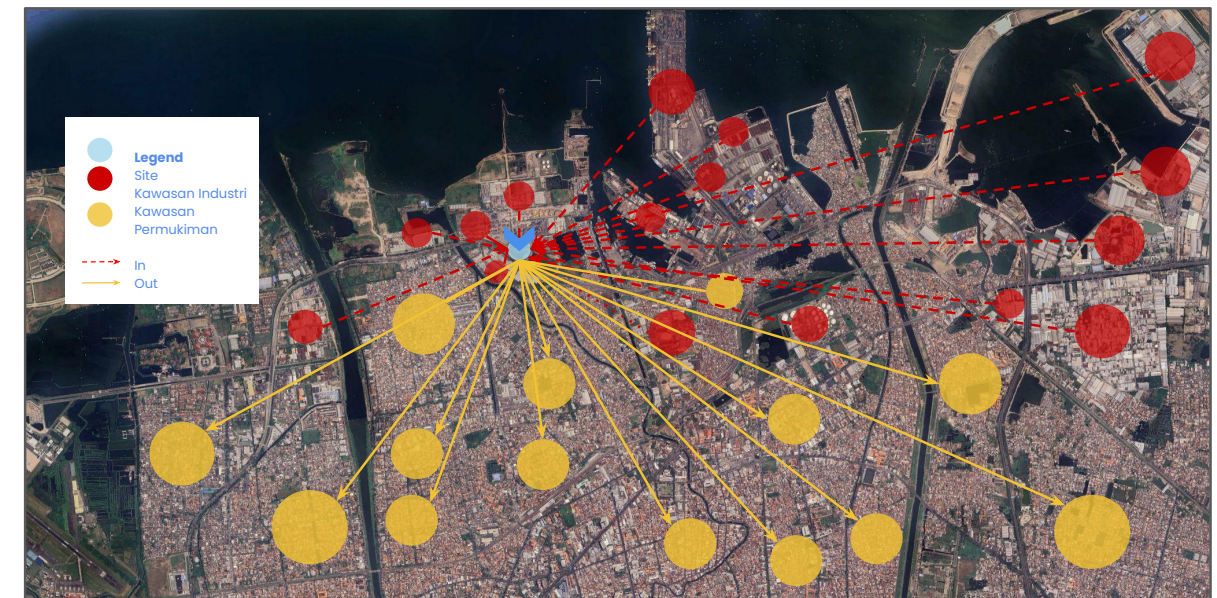 Legend
Site
Kawasan Industri
Kawasan
Permukiman
In
Out